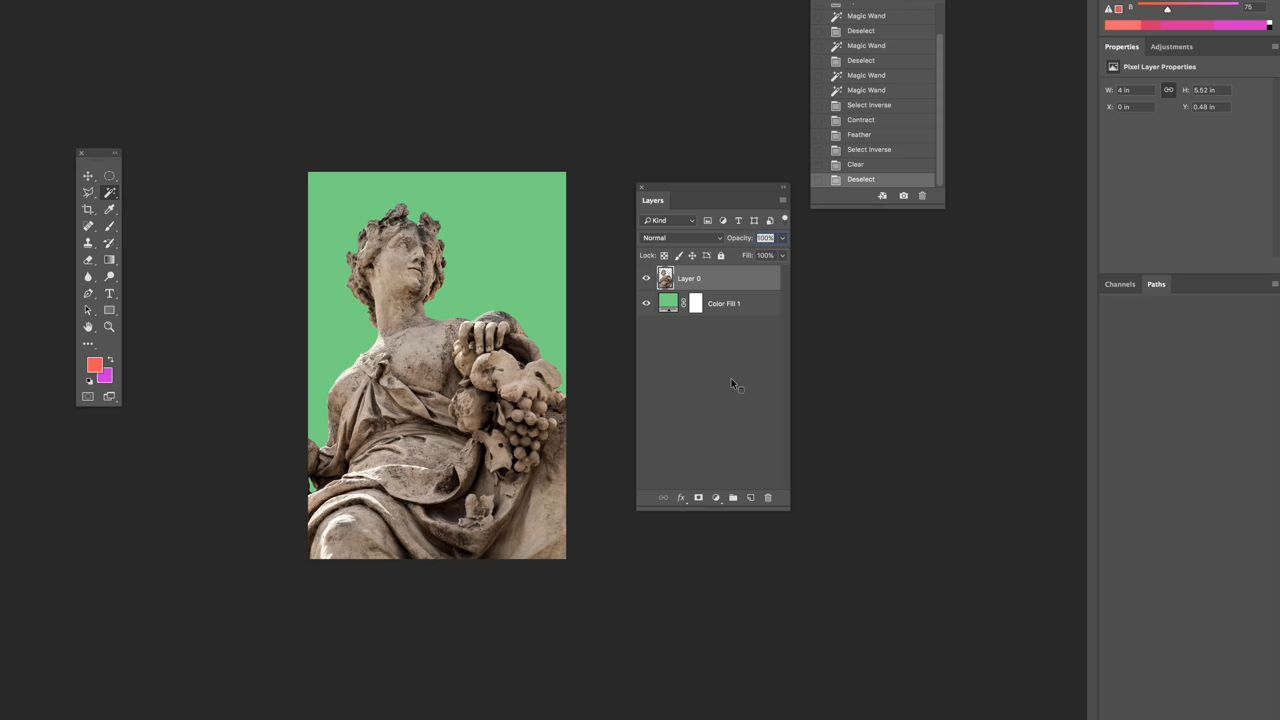 Magic Wand
Deselect
Magic Wand
Deselect
Magic Wand
Magic Wand
Select Inverse
Contract
Feather
Select Inverse
Clear
Deselect
B 75
Properties Adjustments
Pixel Layer Properties
W: 4 in H: 5.52 in
X: 0 in Y: 0.48 in
Channels Paths
Layers
Kind
Normal Opacity: 100%
Lock: Fill: 100%
Layer 0
Color Fill 1
fx